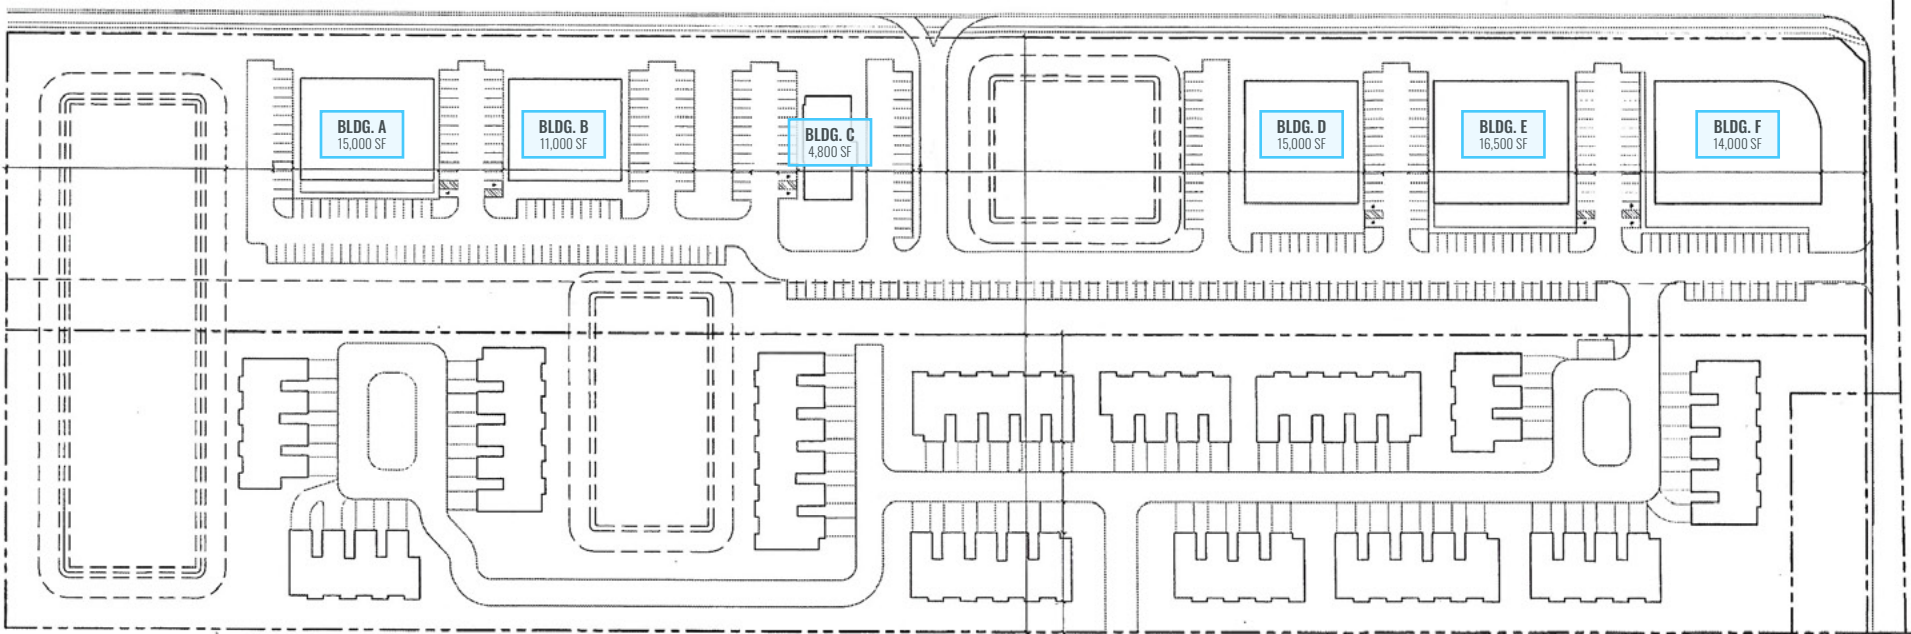 BLDG. A
15,000 SF
BLDG. B
11,000 SF
BLDG. C
4,800 SF
BLDG. D
15,000 SF
BLDG. E
16,500 SF
BLDG. F
14,000 SF